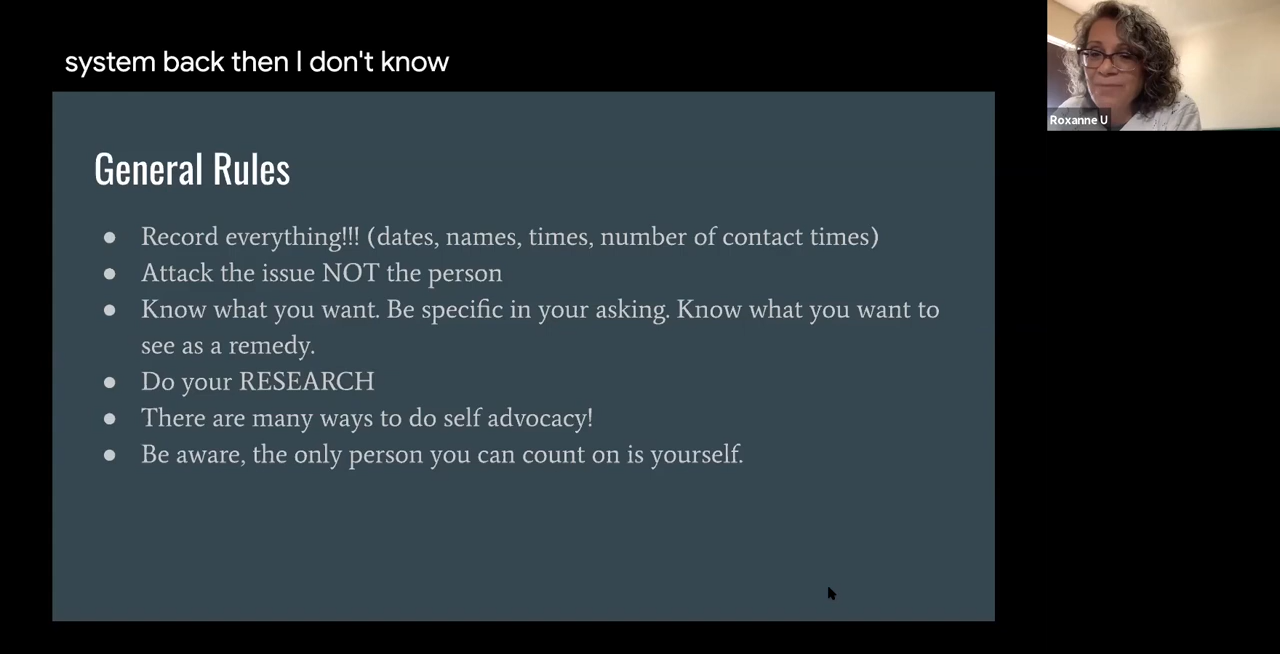 system back then I don't know
Roxanne U
General Rules
● Record everything!!! (dates, names, times, number of contact times)
● Attack the issue NOT the person
● Know what you want. Be specific in your asking. Know what you want to
see as a remedy.
● Do your RESEARCH
● There are many ways to do self advocacy!
● Be aware, the only person you can count on is yourself.